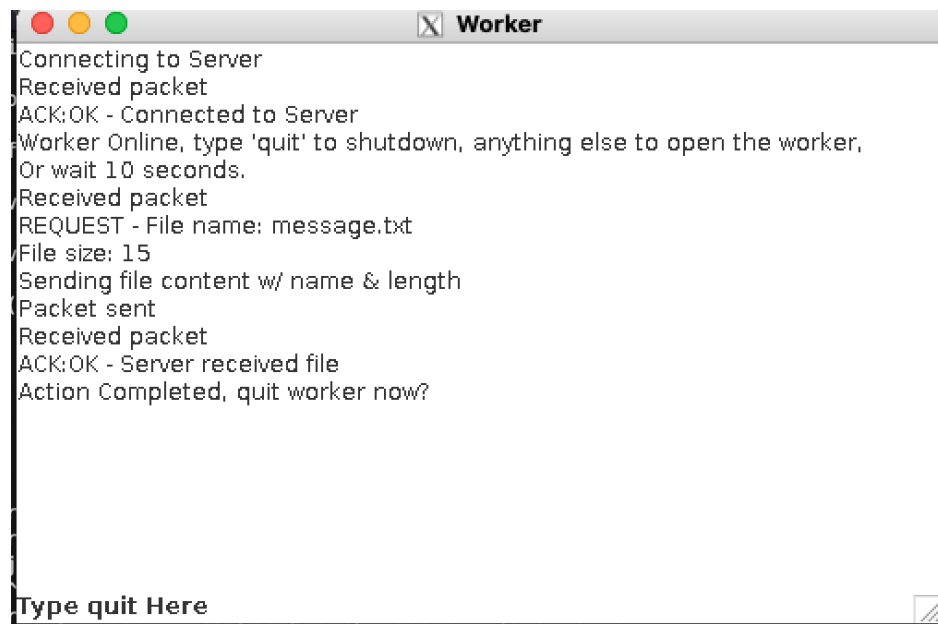 Worker
Connecting to Server
Received packet
ACK:OK - Connected to Server
Worker Online, type 'quit' to shutdown, anything else to open the worker,
Or wait 10 seconds.
Received packet
REQUEST - File name: message.txt
File size: 15
Sending file content w/ name & length
Packet sent
Received packet
ACK:OK - Server received file
Action Completed, quit worker now?
Type quit Here